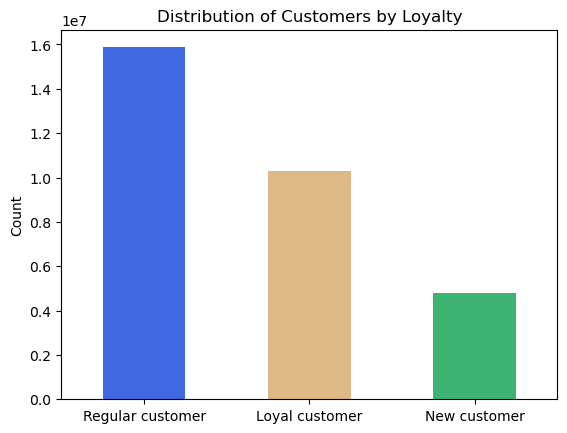 Distribution of Customers by Loyalty
1e7
1.6
1.4
1.2
1.0
0.8
0.6
0.4
0.2
0.0
Count
Regular customer Loyal customer New customer